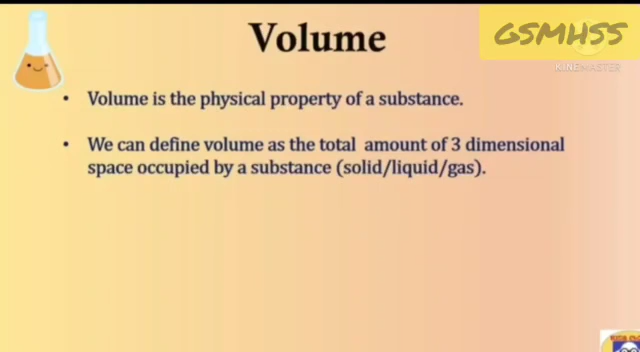 Volume
GSMHSS
KINEMASTER
• Volume is the physical property of a substance.
• We can define volume as the total amount of 3 dimensional
space occupied by a substance (solid/liquid/gas).